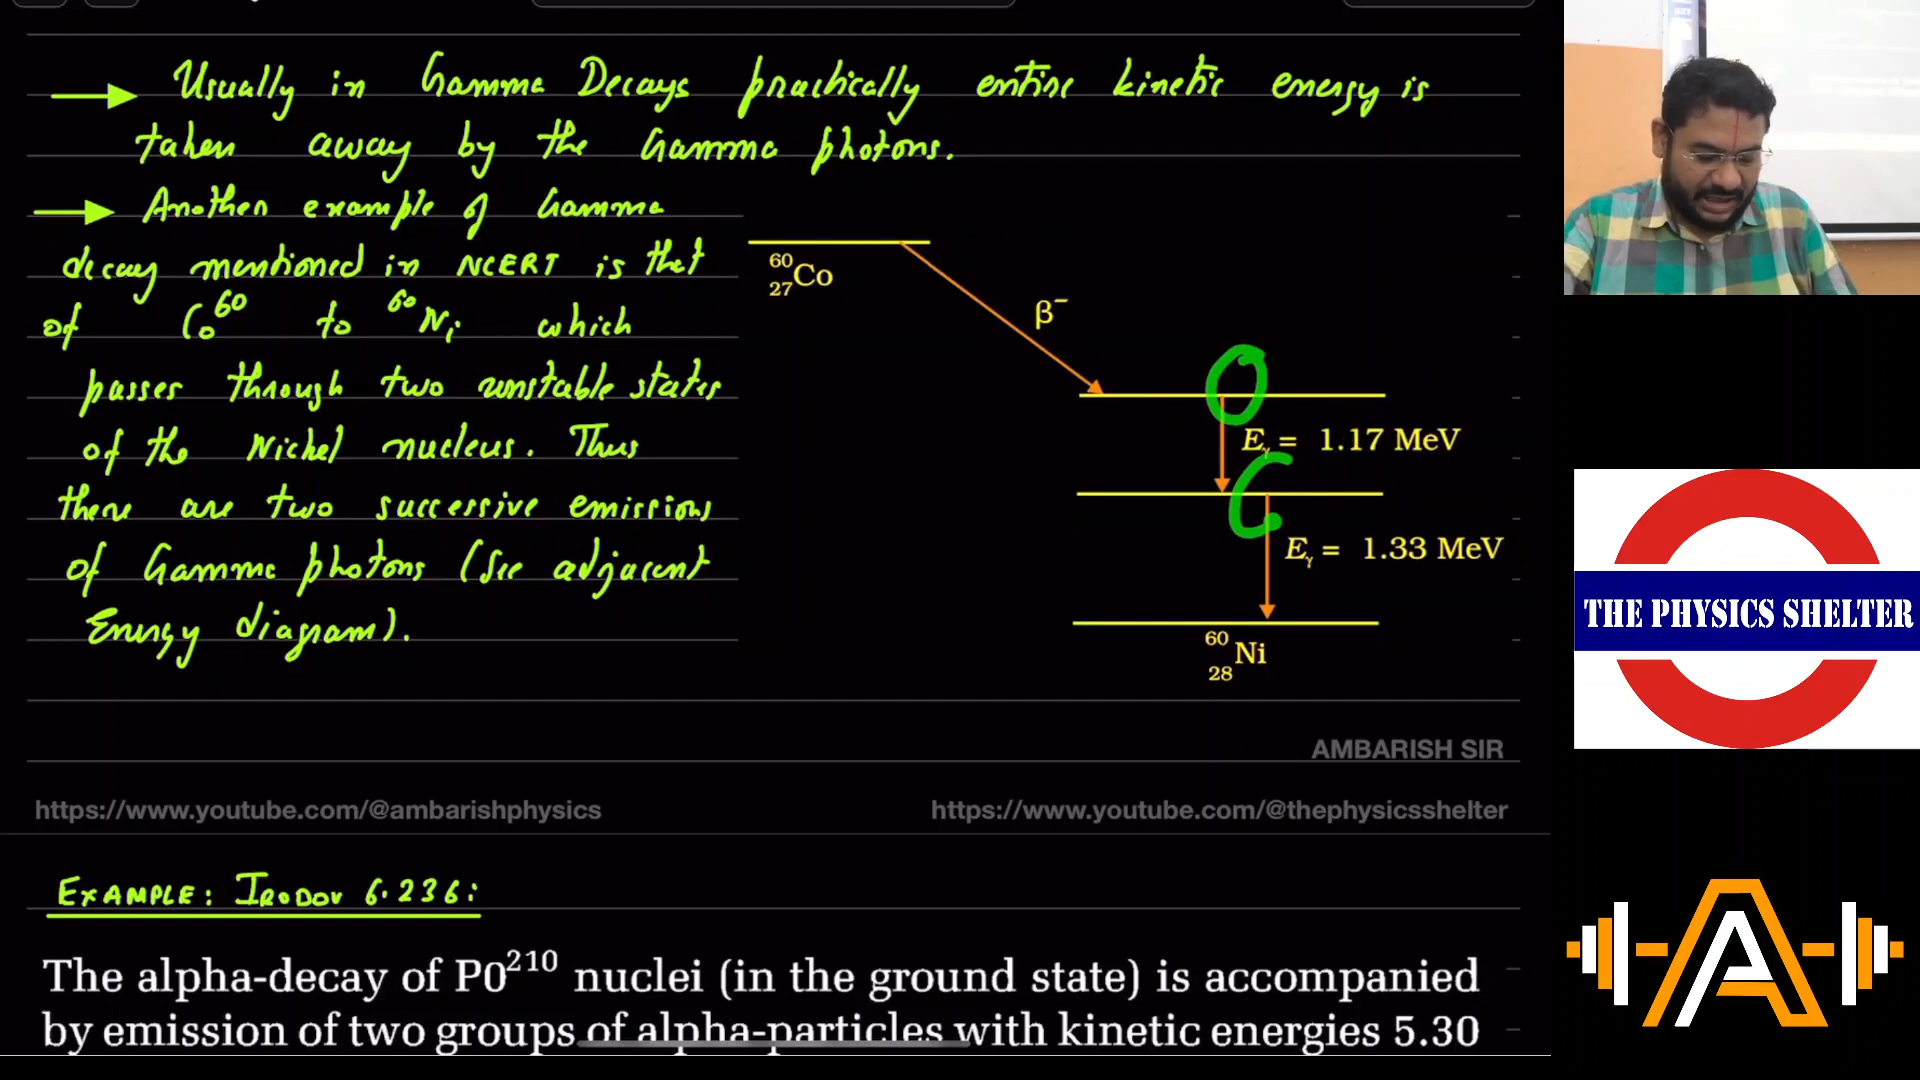 Usually in Gamma Decays practically entire kinetic energy is
taken away by the Gamma photons.
Another example of Gamma
decay mentioned in NCERT is that
of Co⁶⁰ to ⁶⁰Ni which
passes through two unstable states
of the Nickel nucleus. Thus
there are two successive emissions
of Gamma photons (See adjacent
Energy diagram).
⁶⁰₂₇Co
β⁻
Eᵧ = 1.17 MeV
Eᵧ = 1.33 MeV
⁶⁰₂₈Ni
AMBARISH SIR
https://www.youtube.com/@ambarishphysics
https://www.youtube.com/@thephysicsshelter
EXAMPLE: IRODOV 6.236:
The alpha-decay of P0²¹⁰ nuclei (in the ground state) is accompanied
by emission of two groups of alpha-particles with kinetic energies 5.30
THE PHYSICS SHELTER
A